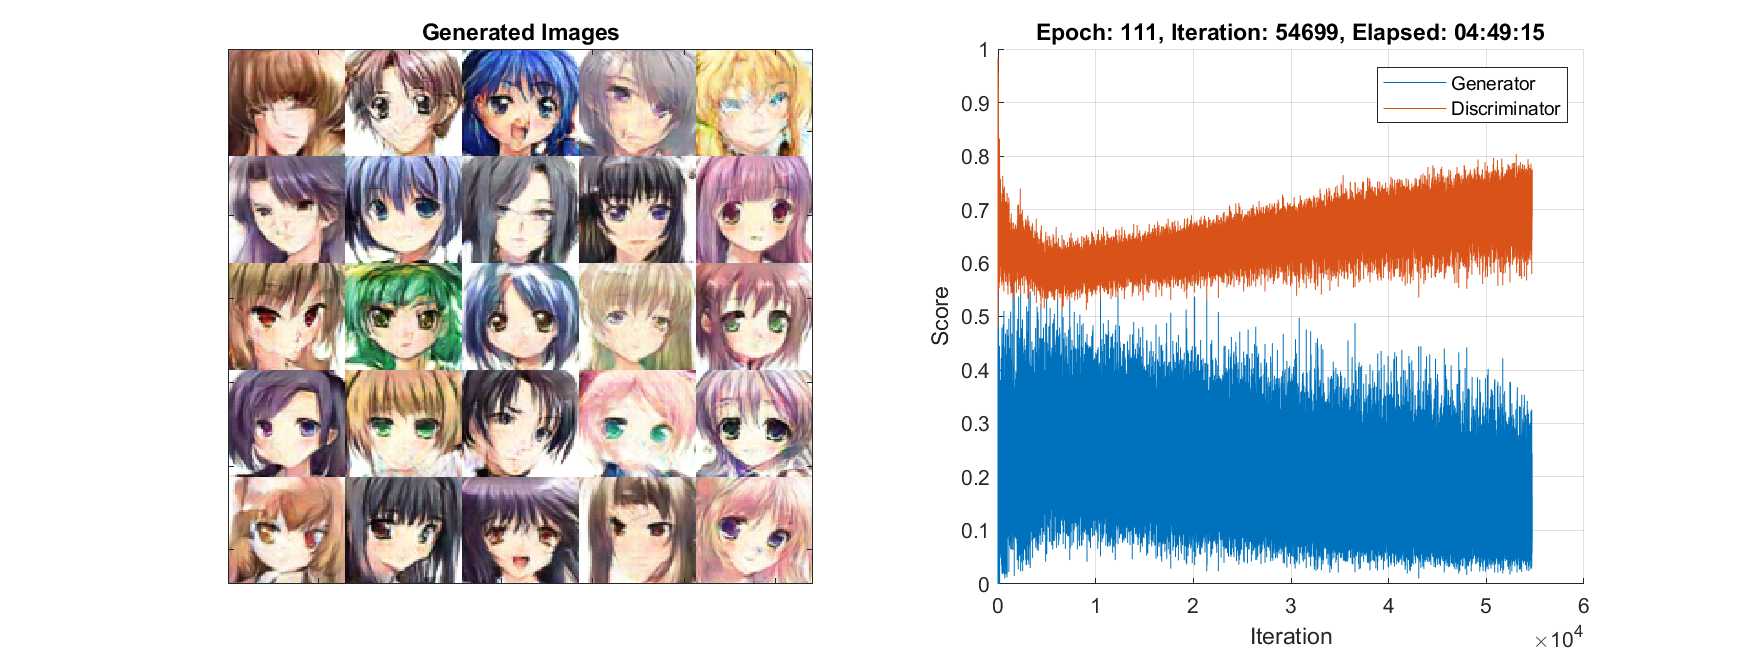 Generated Images
Epoch: 111, Iteration: 54699, Elapsed: 04:49:15
Generator
Discriminator
1
0.9
0.8
0.7
0.6
0.5
0.4
0.3
0.2
0.1
0
Score
0 1 2 3 4 5 6
Iteration
×10⁴